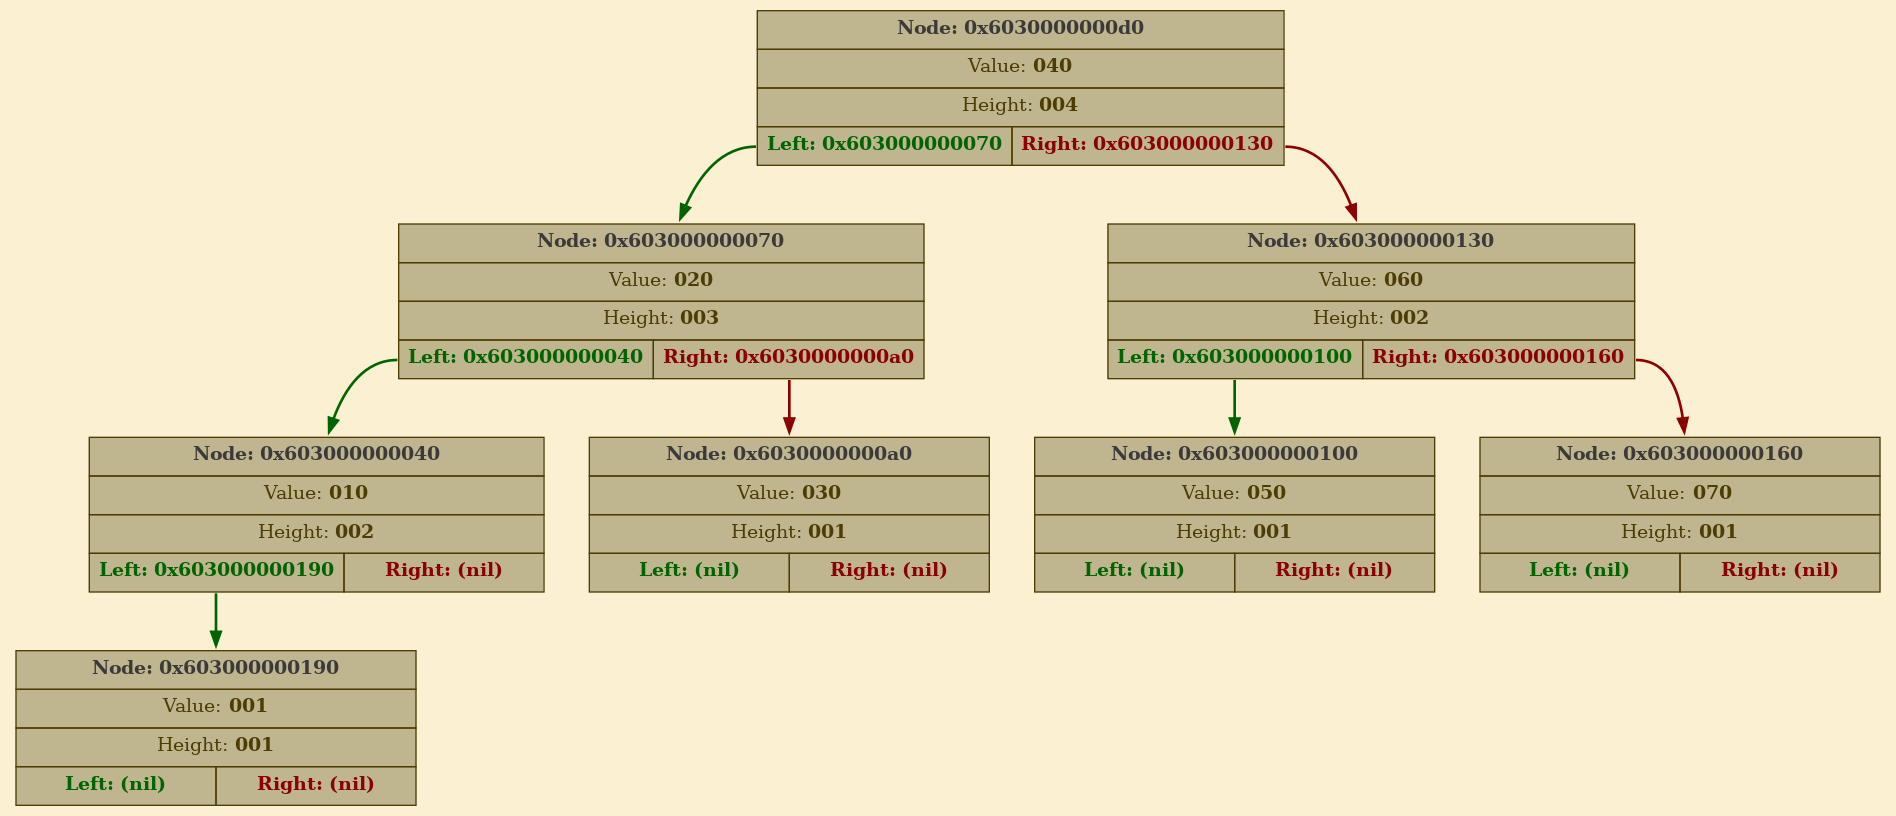 Node: 0x6030000000d0
Value: 040
Height: 004
Left: 0x603000000070 Right: 0x603000000130
Node: 0x603000000070
Value: 020
Height: 003
Left: 0x603000000040 Right: 0x6030000000a0
Node: 0x603000000130
Value: 060
Height: 002
Left: 0x603000000100 Right: 0x603000000160
Node: 0x603000000040
Value: 010
Height: 002
Left: 0x603000000190 Right: (nil)
Node: 0x6030000000a0
Value: 030
Height: 001
Left: (nil) Right: (nil)
Node: 0x603000000100
Value: 050
Height: 001
Left: (nil) Right: (nil)
Node: 0x603000000160
Value: 070
Height: 001
Left: (nil) Right: (nil)
Node: 0x603000000190
Value: 001
Height: 001
Left: (nil) Right: (nil)